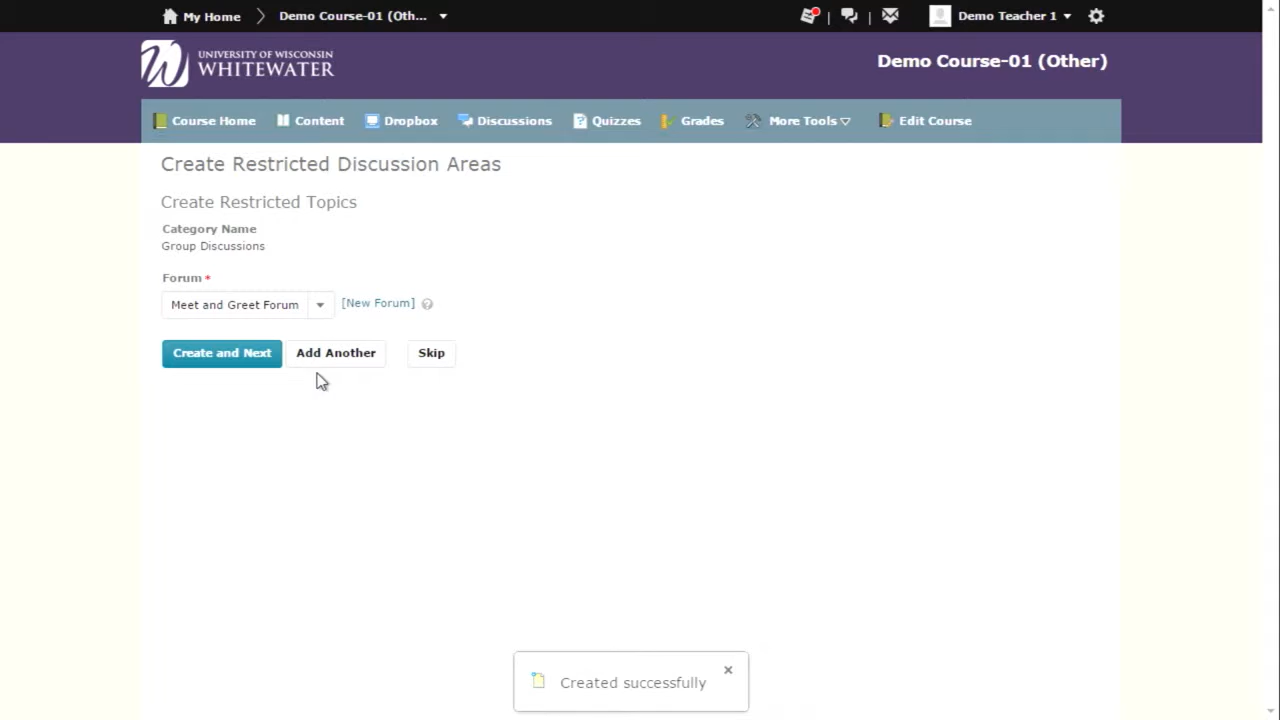 My Home
Demo Course-01 (Oth...
Demo Teacher 1
UNIVERSITY OF WISCONSIN
WHITEWATER
Demo Course-01 (Other)
Course Home
Content
Dropbox
Discussions
Quizzes
Grades
More Tools
Edit Course
Create Restricted Discussion Areas
Create Restricted Topics
Category Name
Group Discussions
Forum *
Meet and Greet Forum
[New Forum]
Create and Next
Add Another
Skip
Created successfully